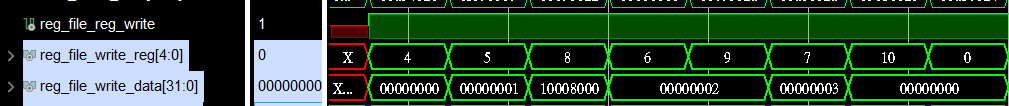 reg_file_reg_write 1
reg_file_write_reg[4:0] 0 X 4 5 8 6 9 7 10 0
reg_file_write_data[31:0] 00000000 X... 00000000 00000001 10008000 00000002 00000003 00000000